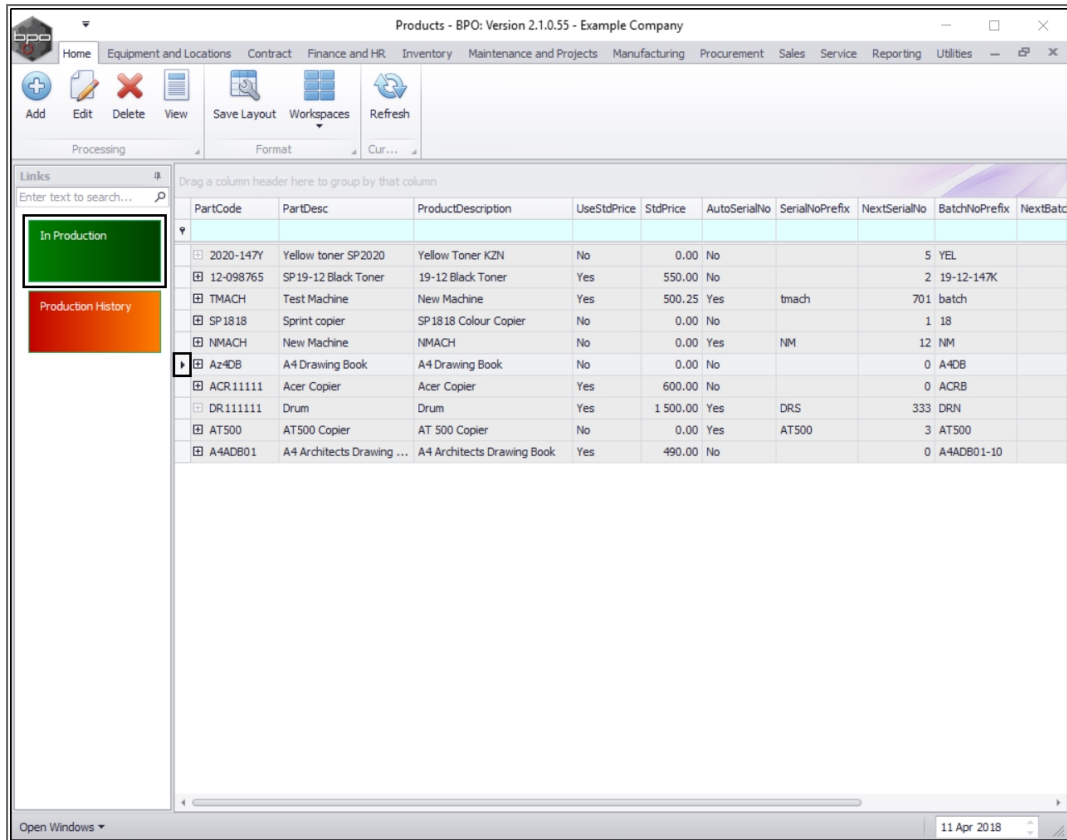 Products - BPO: Version 2.1.0.55 - Example Company
bpo
Home Equipment and Locations Contract Finance and HR Inventory Maintenance and Projects Manufacturing Procurement Sales Service Reporting Utilities
Add Edit Delete View Save Layout Workspaces Refresh
Processing Format Cur...
Links
Enter text to search...
In Production
Production History
Drag a column header here to group by that column
PartCode PartDesc ProductDescription UseStdPrice StdPrice AutoSerialNo SerialNoPrefix NextSerialNo BatchNoPrefix NextBatc
2020-147Y Yellow toner SP2020 Yellow Toner KZN No 0.00 No 5 YEL
12-098765 SP19-12 Black Toner 19-12 Black Toner Yes 550.00 No 2 19-12-147K
TMACH Test Machine New Machine Yes 500.25 Yes tmach 701 batch
SP1818 Sprint copier SP1818 Colour Copier No 0.00 No 1 18
NMACH New Machine NMACH No 0.00 Yes NM 12 NM
Az4DB A4 Drawing Book A4 Drawing Book No 0.00 No 0 A4DB
ACR11111 Acer Copier Acer Copier Yes 600.00 No 0 ACRB
DR111111 Drum Drum Yes 1 500.00 Yes DRS 333 DRN
AT500 AT500 Copier AT 500 Copier No 0.00 Yes AT500 3 AT500
A4ADB01 A4 Architects Drawing ... A4 Architects Drawing Book Yes 490.00 No 0 A4ADB01-10
Open Windows 11 Apr 2018